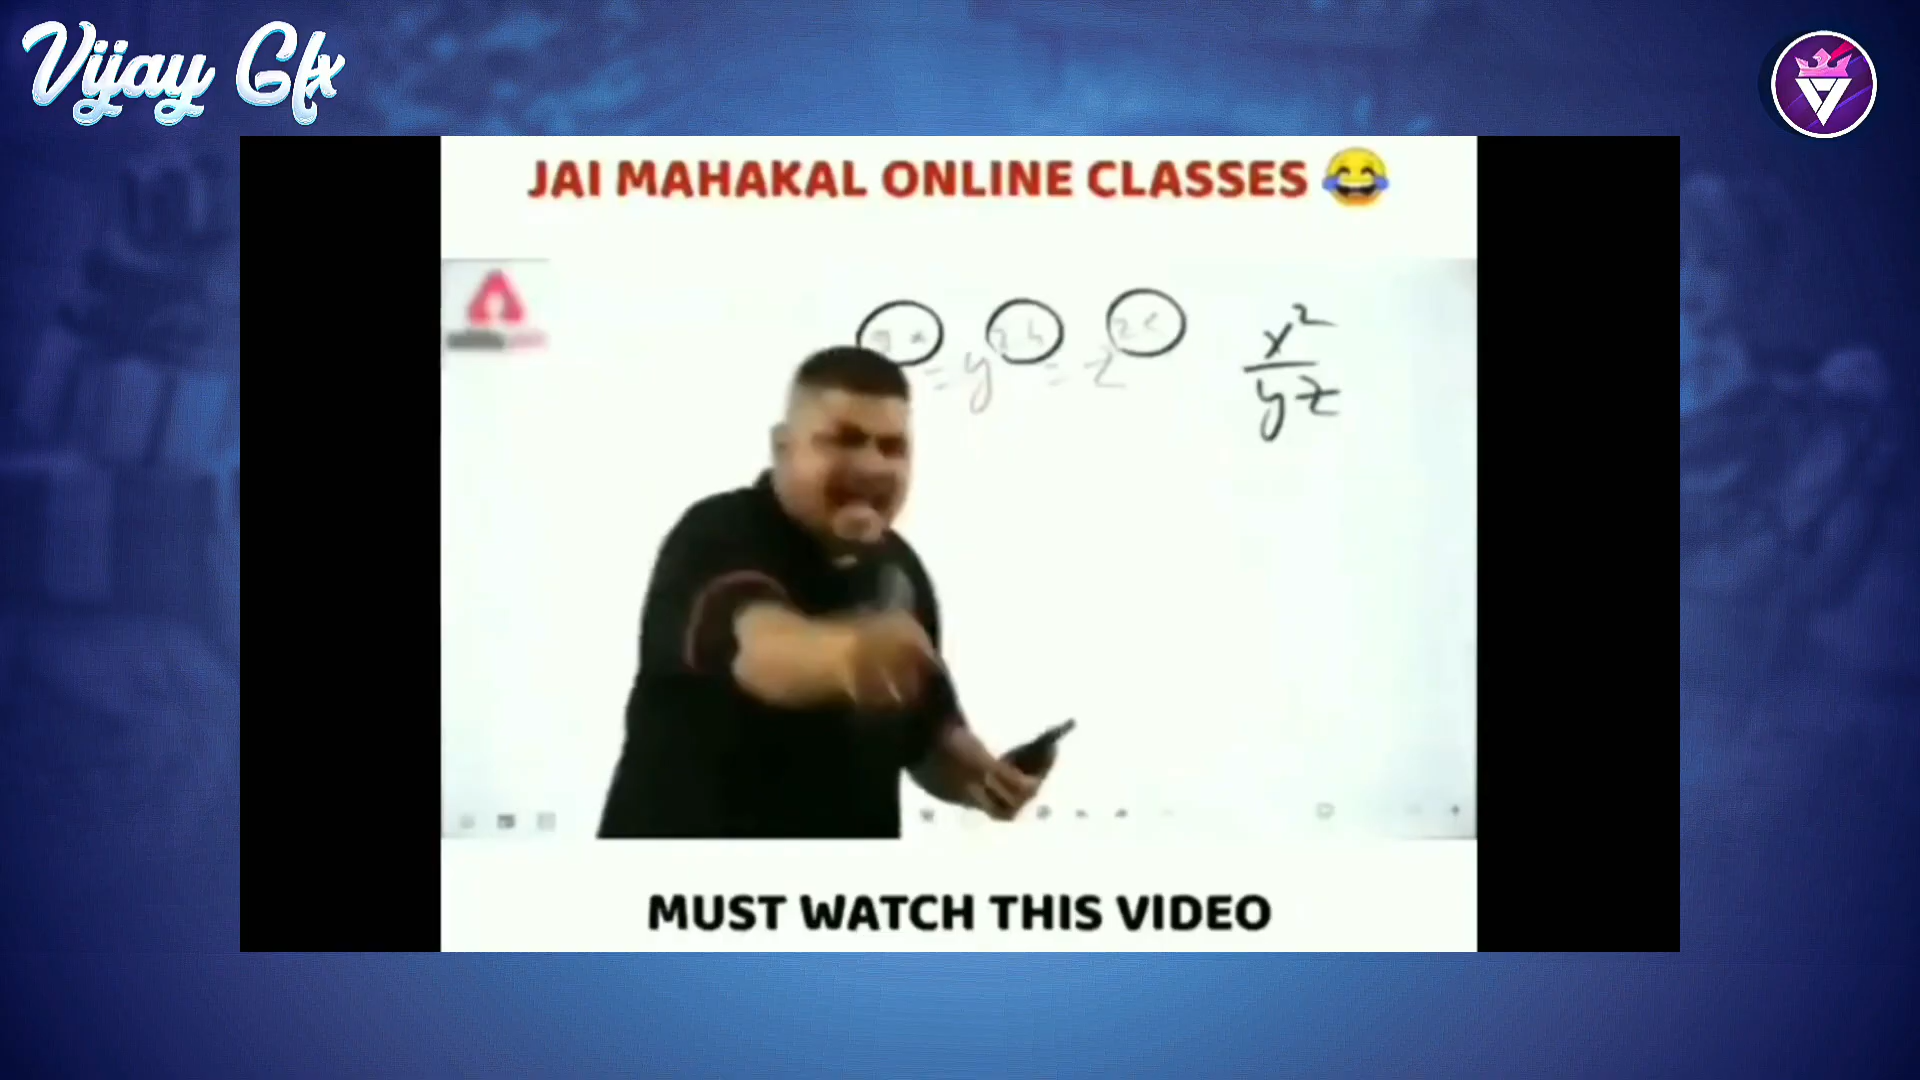 Vijay Gfx
JAI MAHAKAL ONLINE CLASSES 😂
= y = z
x²
yz
MUST WATCH THIS VIDEO